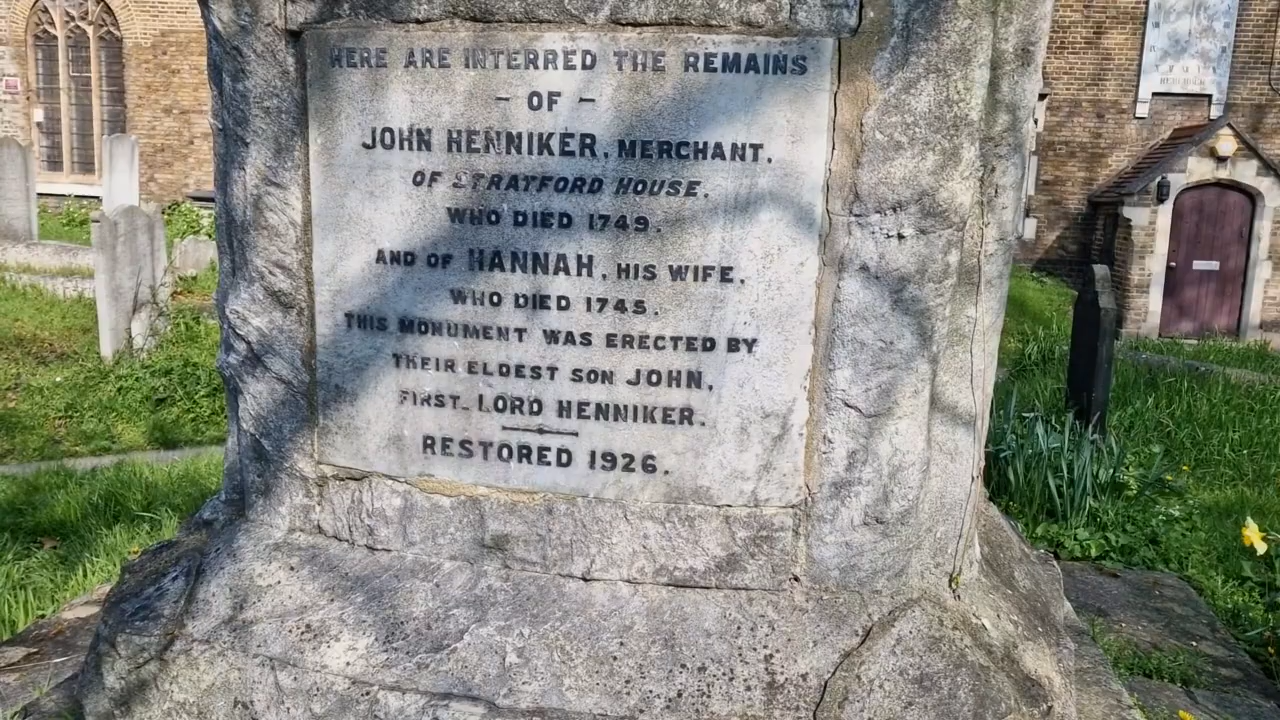 HERE ARE INTERRED THE REMAINS
- OF -
JOHN HENNIKER, MERCHANT,
OF STRATFORD HOUSE.
WHO DIED 1749.
AND OF HANNAH, HIS WIFE,
WHO DIED 1745.
THIS MONUMENT WAS ERECTED BY
THEIR ELDEST SON JOHN,
FIRST LORD HENNIKER.
RESTORED 1926.